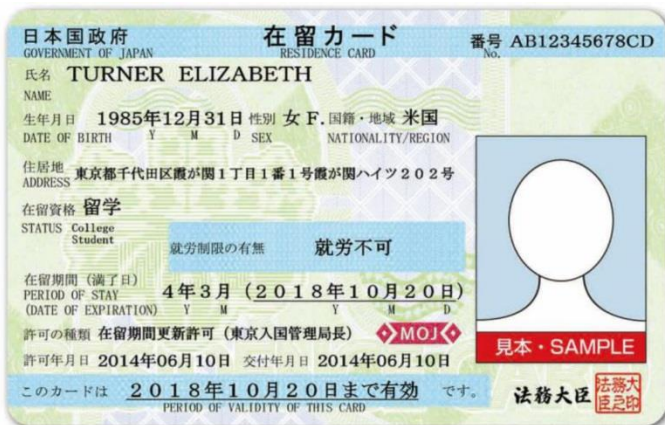 日本国政府 在留カード 番号 AB12345678CD
GOVERNMENT OF JAPAN RESIDENCE CARD No.
氏名 TURNER ELIZABETH
NAME
生年月日 1985年12月31日 性別 女 F. 国籍・地域 米国
DATE OF BIRTH Y M D SEX NATIONALITY/REGION
住居地 東京都千代田区霞が関1丁目1番1号霞が関ハイツ202号
ADDRESS
在留資格 留学
STATUS College
Student
就労制限の有無 就労不可
在留期間(満了日) 4年3月(2018年10月20日)
PERIOD OF STAY
(DATE OF EXPIRATION) Y M Y M D
許可の種類 在留期間更新許可(東京入国管理局長) MOJ
見本・SAMPLE
許可年月日 2014年06月10日 交付年月日 2014年06月10日
このカードは 2018年10月20日まで有効 です。
PERIOD OF VALIDITY OF THIS CARD
法務大臣 法務大臣之印